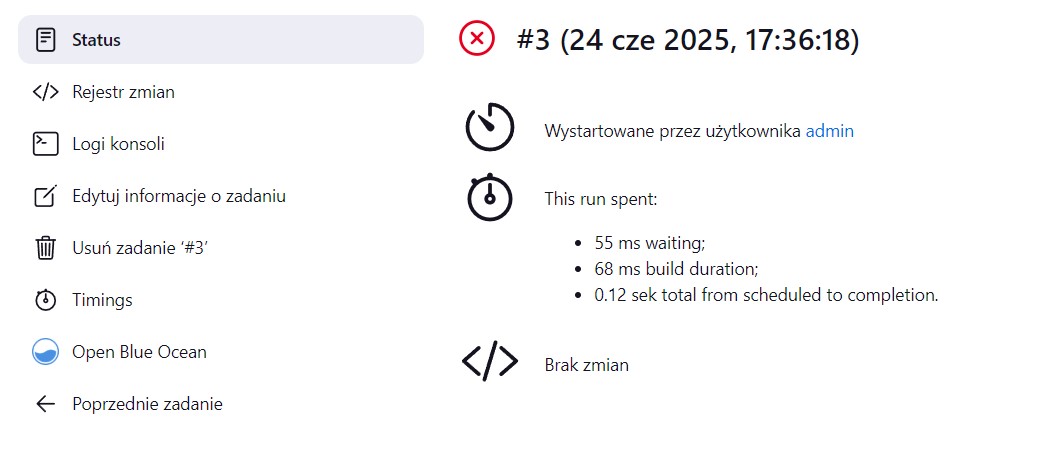 Status
Rejestr zmian
Logi konsoli
Edytuj informacje o zadaniu
Usuń zadanie ‘#3’
Timings
Open Blue Ocean
Poprzednie zadanie
#3 (24 cze 2025, 17:36:18)
Wystartowane przez użytkownika admin
This run spent:
• 55 ms waiting;
• 68 ms build duration;
• 0.12 sek total from scheduled to completion.
Brak zmian